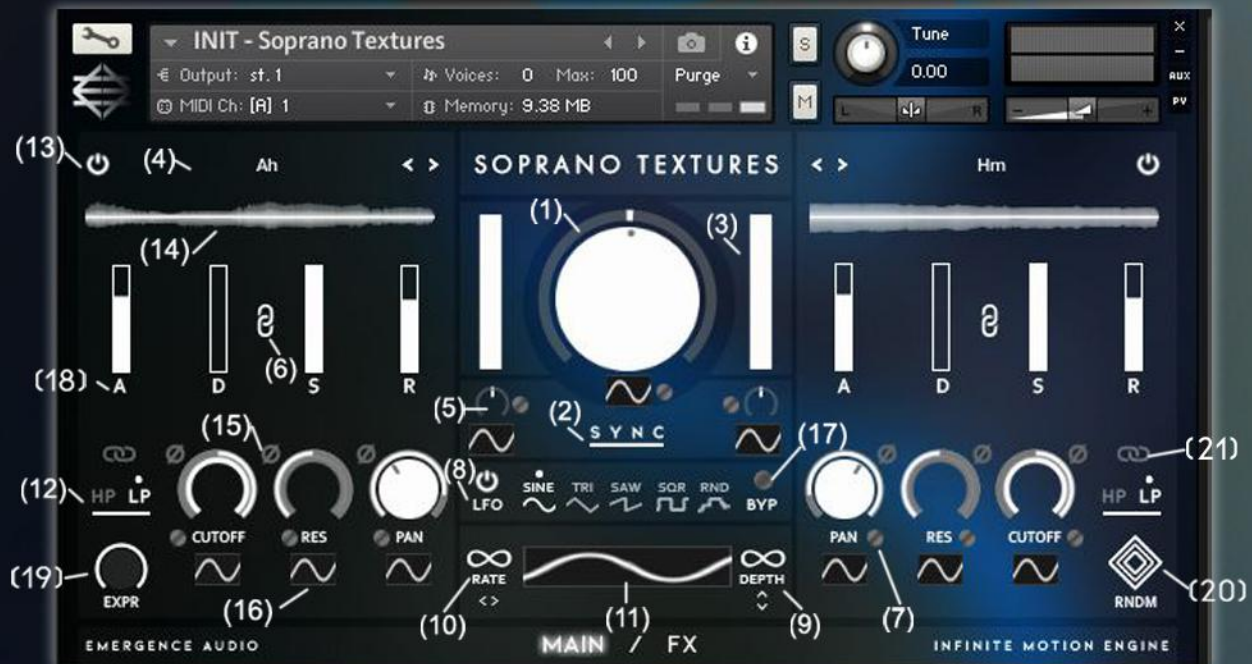 INIT - Soprano Textures
Output: st. 1
Voices: 0 Max: 100
Purge
MIDI Ch: [A] 1
Memory: 9.38 MB
S
M
Tune
0.00
L R
- +
×
-
AUX
PV
(13) (4) Ah < >
SOPRANO TEXTURES
< > Hm
(14)
(1)
(3)
(18) A D (6) S R
A D S R
(5)
(2) SYNC
(15)
(17)
(12) HP LP
CUTOFF RES PAN
(8) LFO SINE TRI SAW SQR RND BYP
PAN RES CUTOFF
HP LP
(21)
(19) EXPR
(16)
(10) RATE < >
(11)
DEPTH
(9)
(7)
RNDM (20)
EMERGENCE AUDIO
MAIN / FX
INFINITE MOTION ENGINE